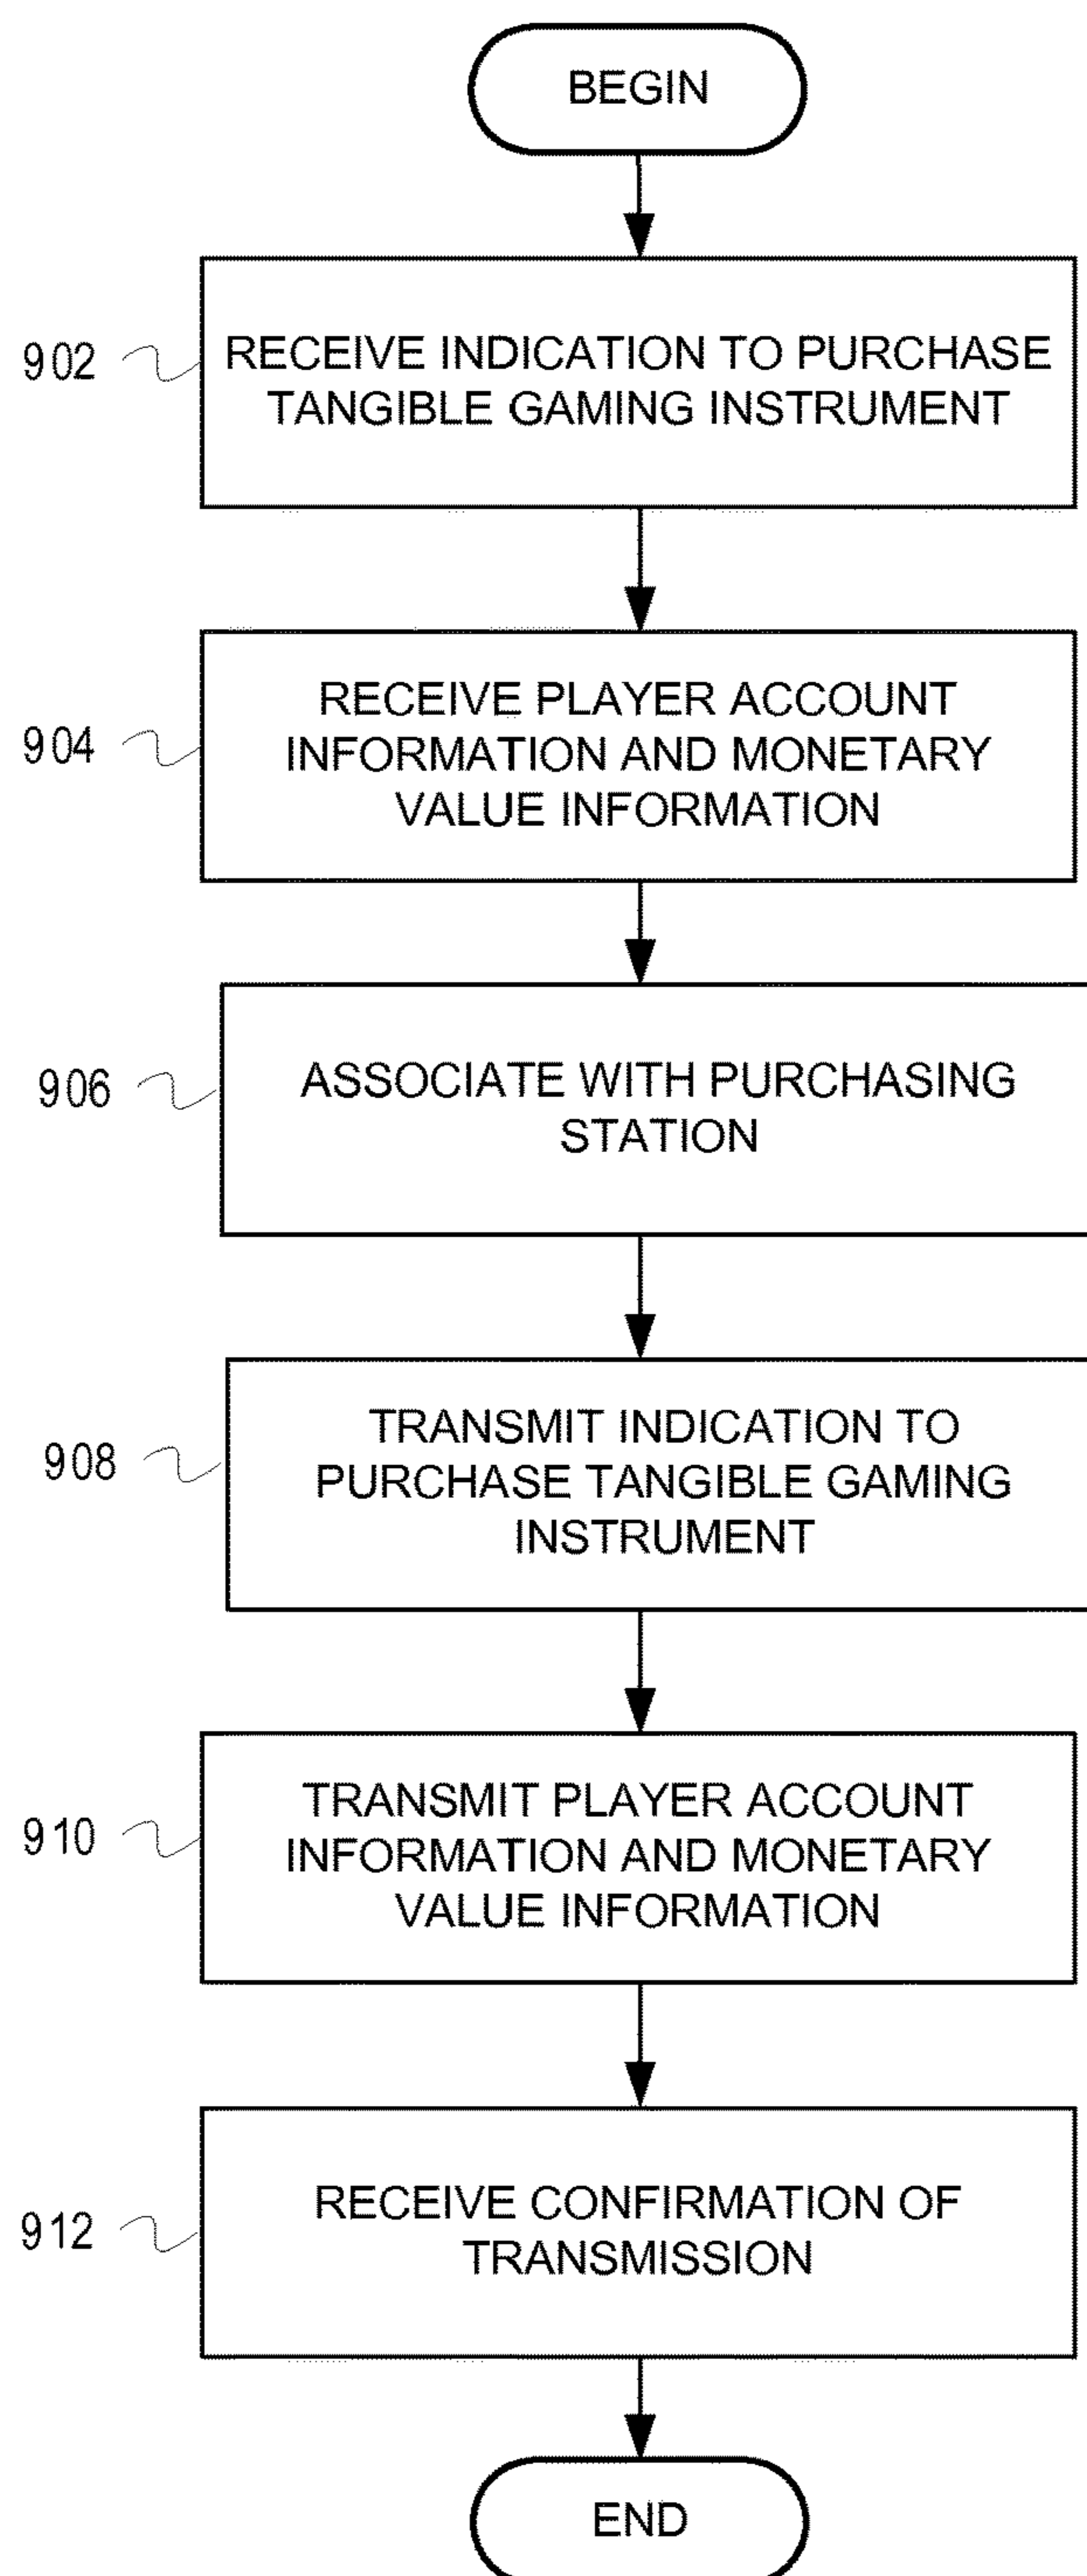 BEGIN
902
RECEIVE INDICATION TO PURCHASE
TANGIBLE GAMING INSTRUMENT
904
RECEIVE PLAYER ACCOUNT
INFORMATION AND MONETARY
VALUE INFORMATION
906
ASSOCIATE WITH PURCHASING
STATION
908
TRANSMIT INDICATION TO
PURCHASE TANGIBLE GAMING
INSTRUMENT
910
TRANSMIT PLAYER ACCOUNT
INFORMATION AND MONETARY
VALUE INFORMATION
912
RECEIVE CONFIRMATION OF
TRANSMISSION
END